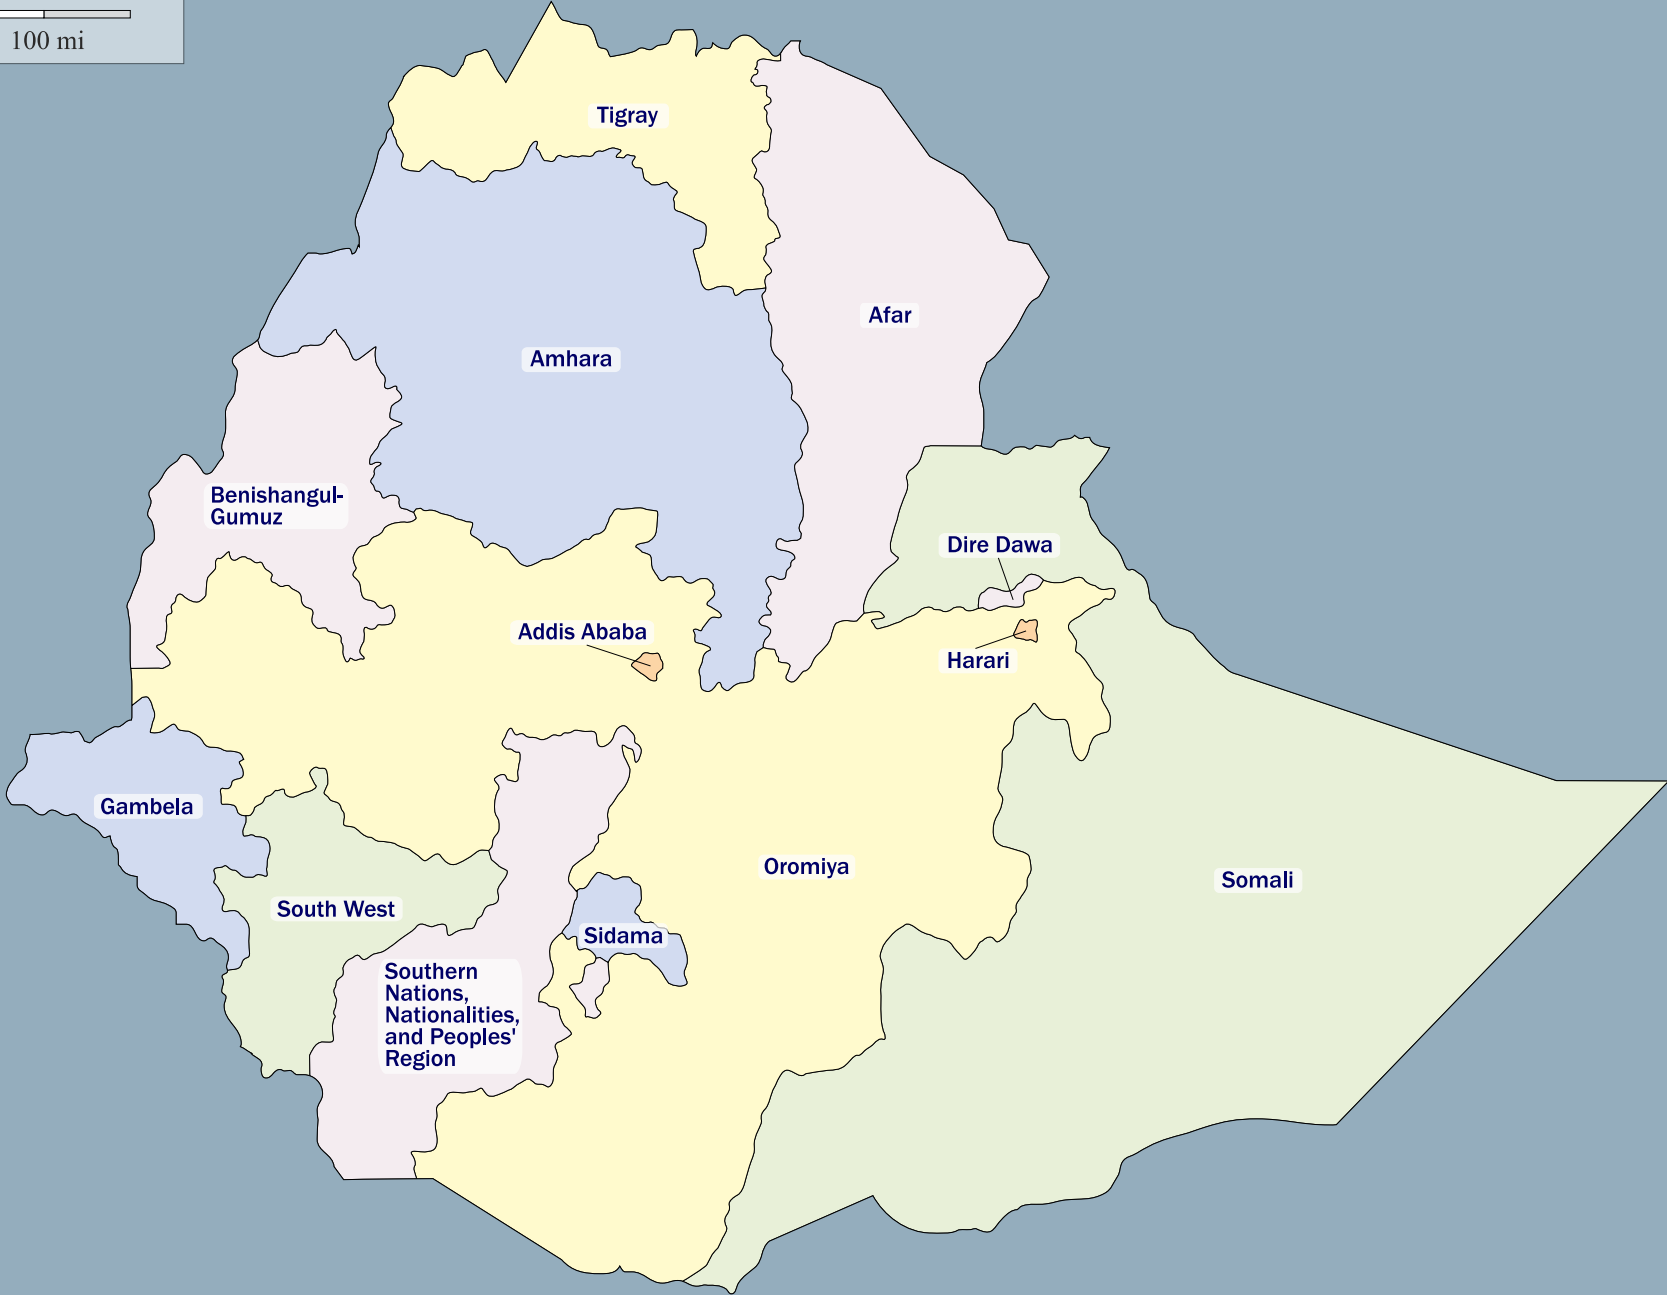 100 mi
Tigray
Afar
Amhara
Benishangul-
Gumuz
Dire Dawa
Addis Ababa
Harari
Gambela
Oromiya
Somali
South West
Sidama
Southern
Nations,
Nationalities,
and Peoples'
Region